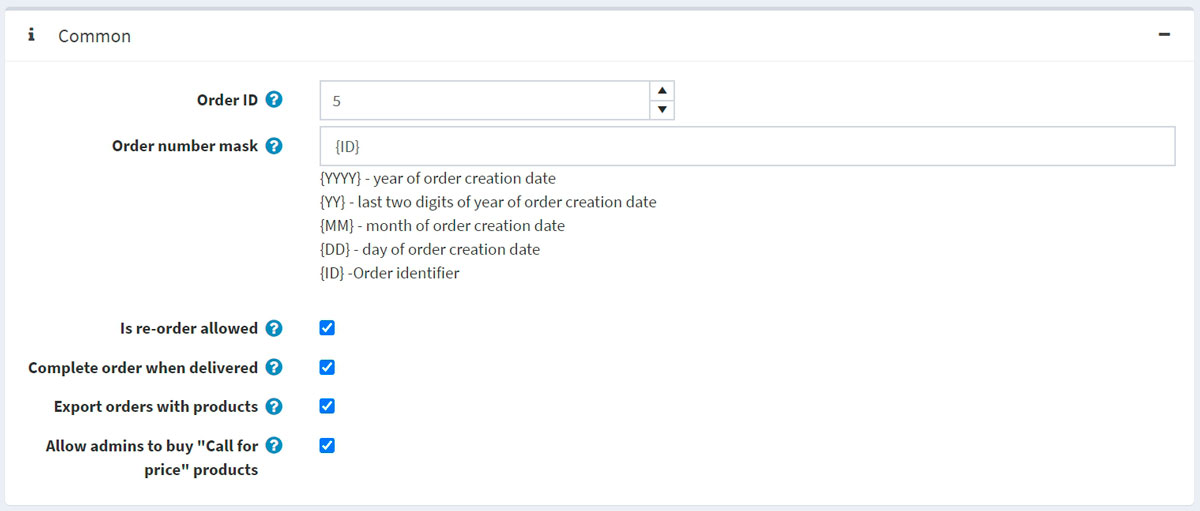 Common
Order ID
5
Order number mask
{ID}
{YYYY} - year of order creation date
{YY} - last two digits of year of order creation date
{MM} - month of order creation date
{DD} - day of order creation date
{ID} -Order identifier
Is re-order allowed
Complete order when delivered
Export orders with products
Allow admins to buy "Call for
price" products